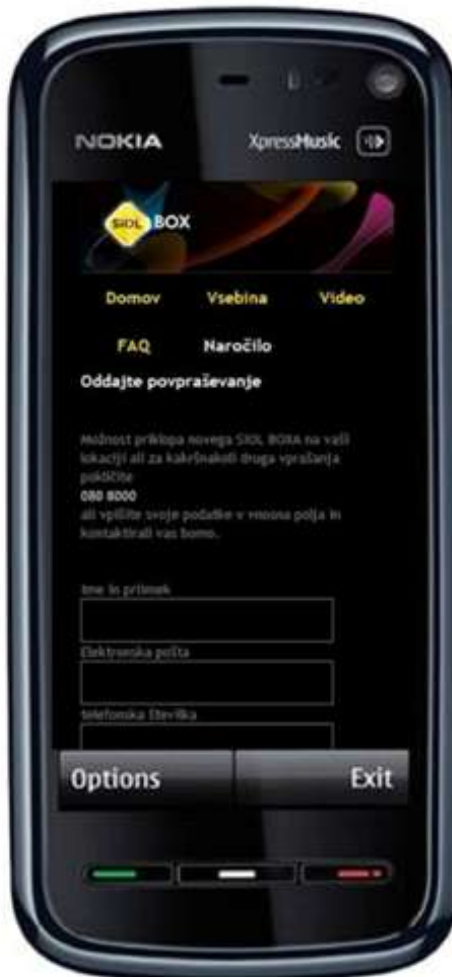 NOKIA XpressMusic
SiOL BOX
Domov Vsebina Video
FAQ Naročilo
Oddajte povpraševanje
Možnost priklopa novega SIOL BOXA na vaši
lokaciji ali za kakršnakoli druga vprašanja
pokličite
080 8000
ali vpišite svoje podatke v vnosna polja in
kontaktirali vas bomo.
Ime in priimek
Elektronska pošta
telefonska številka
Options Exit